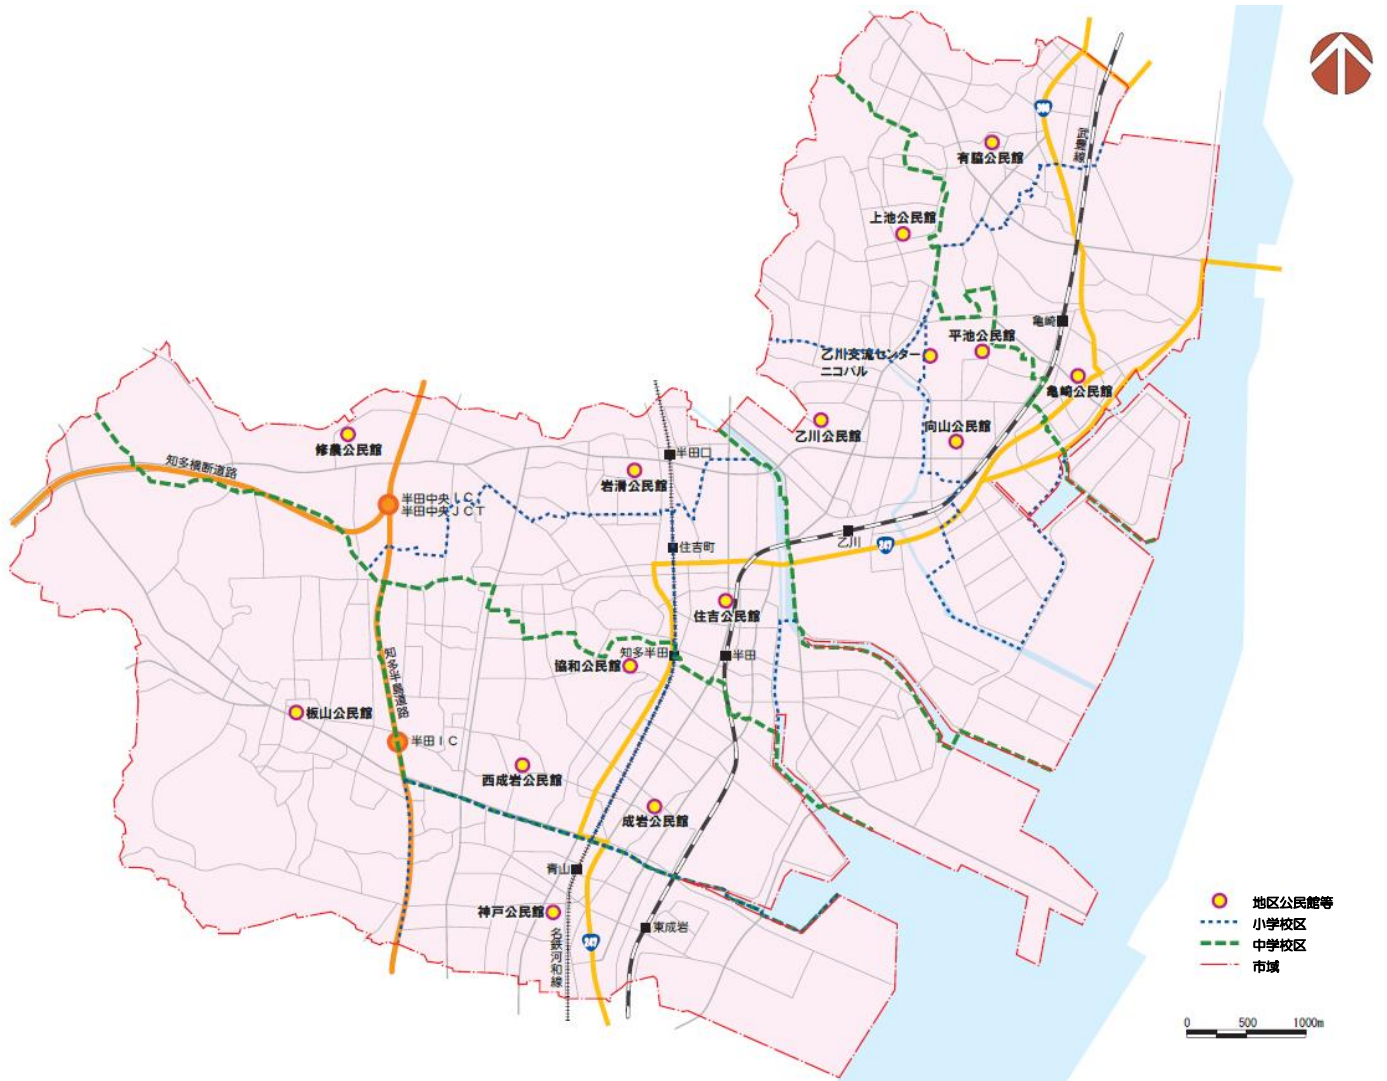 366
武豊線
有脇公民館
上池公民館
亀崎
平池公民館
乙川交流センター
ニコパル
亀崎公民館
乙川公民館
向山公民館
修農公民館
知多横断道路
半田口
岩滑公民館
半田中央IC
半田中央JCT
住吉町
乙川
247
住吉公民館
知多半田
半田
協和公民館
知多半島道路
板山公民館
半田IC
西成岩公民館
成岩公民館
青山
神戸公民館
東成岩
247
名鉄河和線
地区公民館等
小学校区
中学校区
市域
0 500 1000m